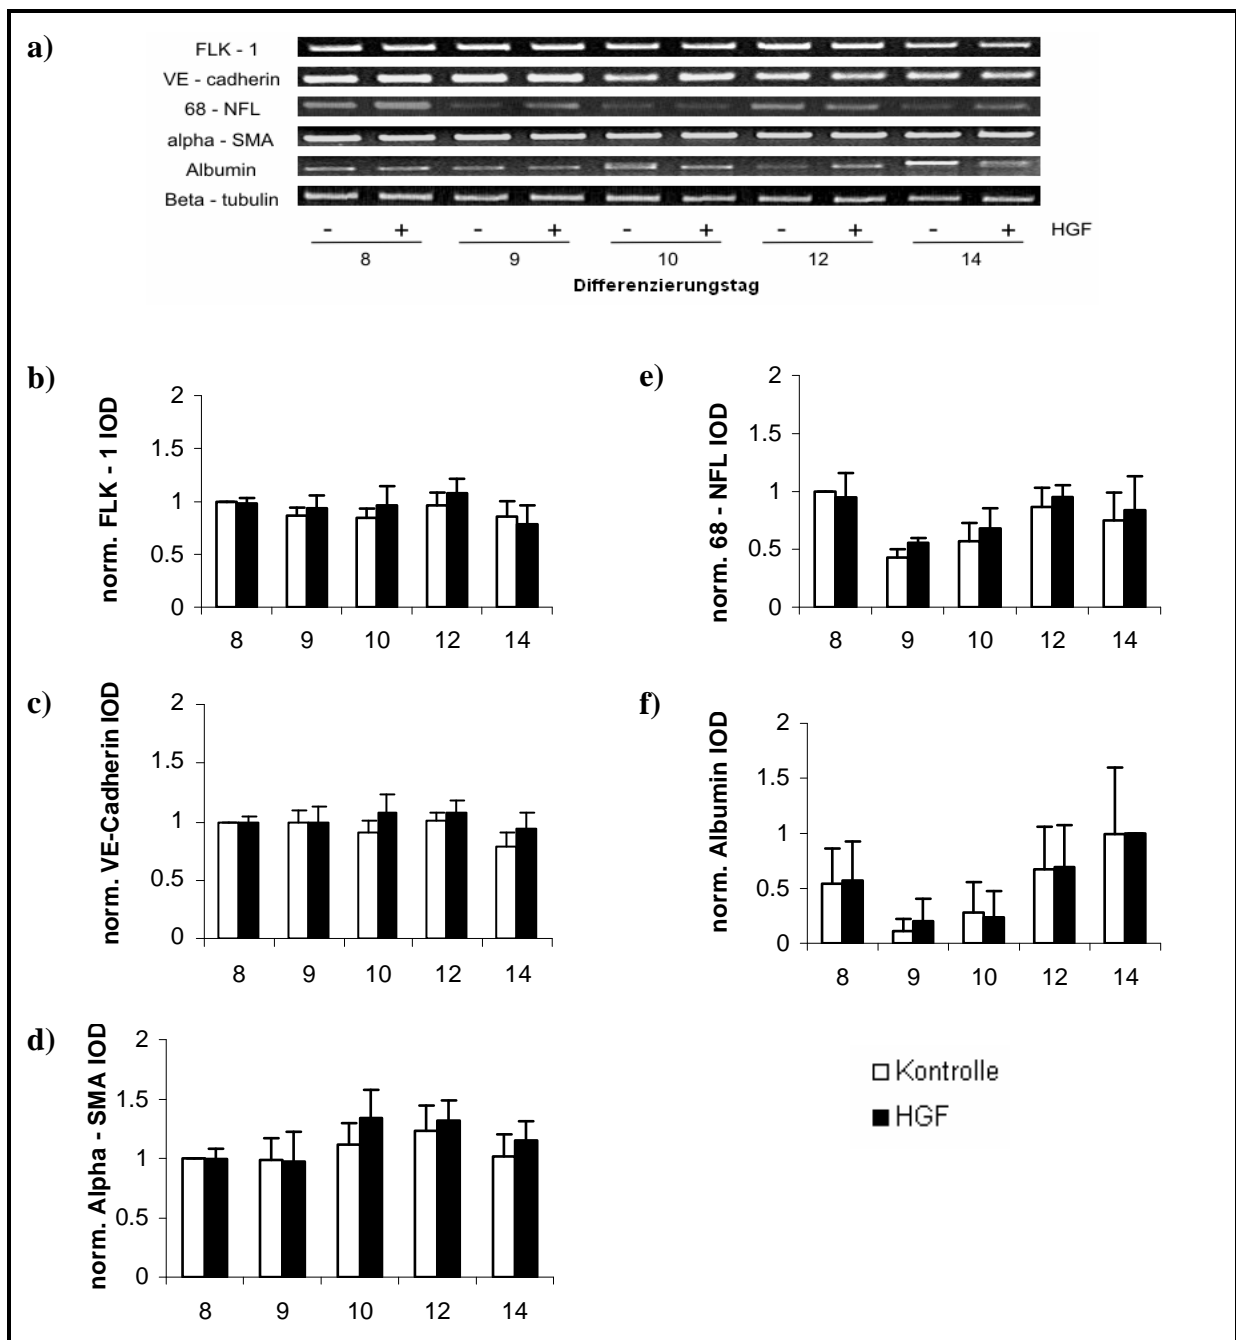 a)
FLK - 1
VE - cadherin
68 - NFL
alpha - SMA
Albumin
Beta - tubulin
- + - + - + - + - + HGF
8 9 10 12 14
Differenzierungstag
b)
norm. FLK - 1 IOD
2
1.5
1
0.5
0
8 9 10 12 14
e)
norm. 68 - NFL IOD
2
1.5
1
0.5
0
8 9 10 12 14
c)
norm. VE-Cadherin IOD
2
1.5
1
0.5
0
8 9 10 12 14
f)
norm. Albumin IOD
2
1.5
1
0.5
0
8 9 10 12 14
d)
norm. Alpha - SMA IOD
2
1.5
1
0.5
0
8 9 10 12 14
Kontrolle
HGF